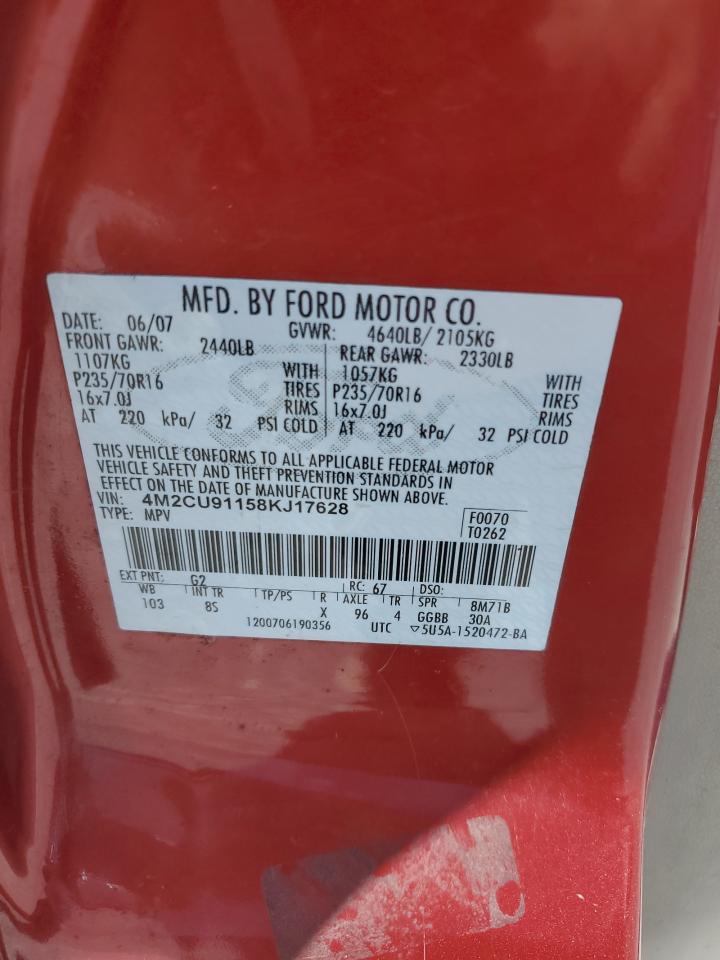 MFD. BY FORD MOTOR CO.
DATE: 06/07 GVWR: 4640LB/ 2105KG
FRONT GAWR: 2440LB REAR GAWR: 2330LB
1107KG WITH 1057KG WITH
P235/70R16 TIRES P235/70R16 TIRES
16x7.0J RIMS 16x7.0J RIMS
AT 220 kPa/ 32 PSI COLD AT 220 kPa/ 32 PSI COLD
THIS VEHICLE CONFORMS TO ALL APPLICABLE FEDERAL MOTOR
VEHICLE SAFETY AND THEFT PREVENTION STANDARDS IN
EFFECT ON THE DATE OF MANUFACTURE SHOWN ABOVE.
VIN: 4M2CU91158KJ17628 F0070
TYPE: MPV T0262
EXT PNT: G2 RC: 67 DSO:
WB INT TR TP/PS R AXLE TR SPR 8M71B
103 8S X 96 4 GGBB 30A
1200706190356 UTC ▽5U5A-1520472-BA
Ford